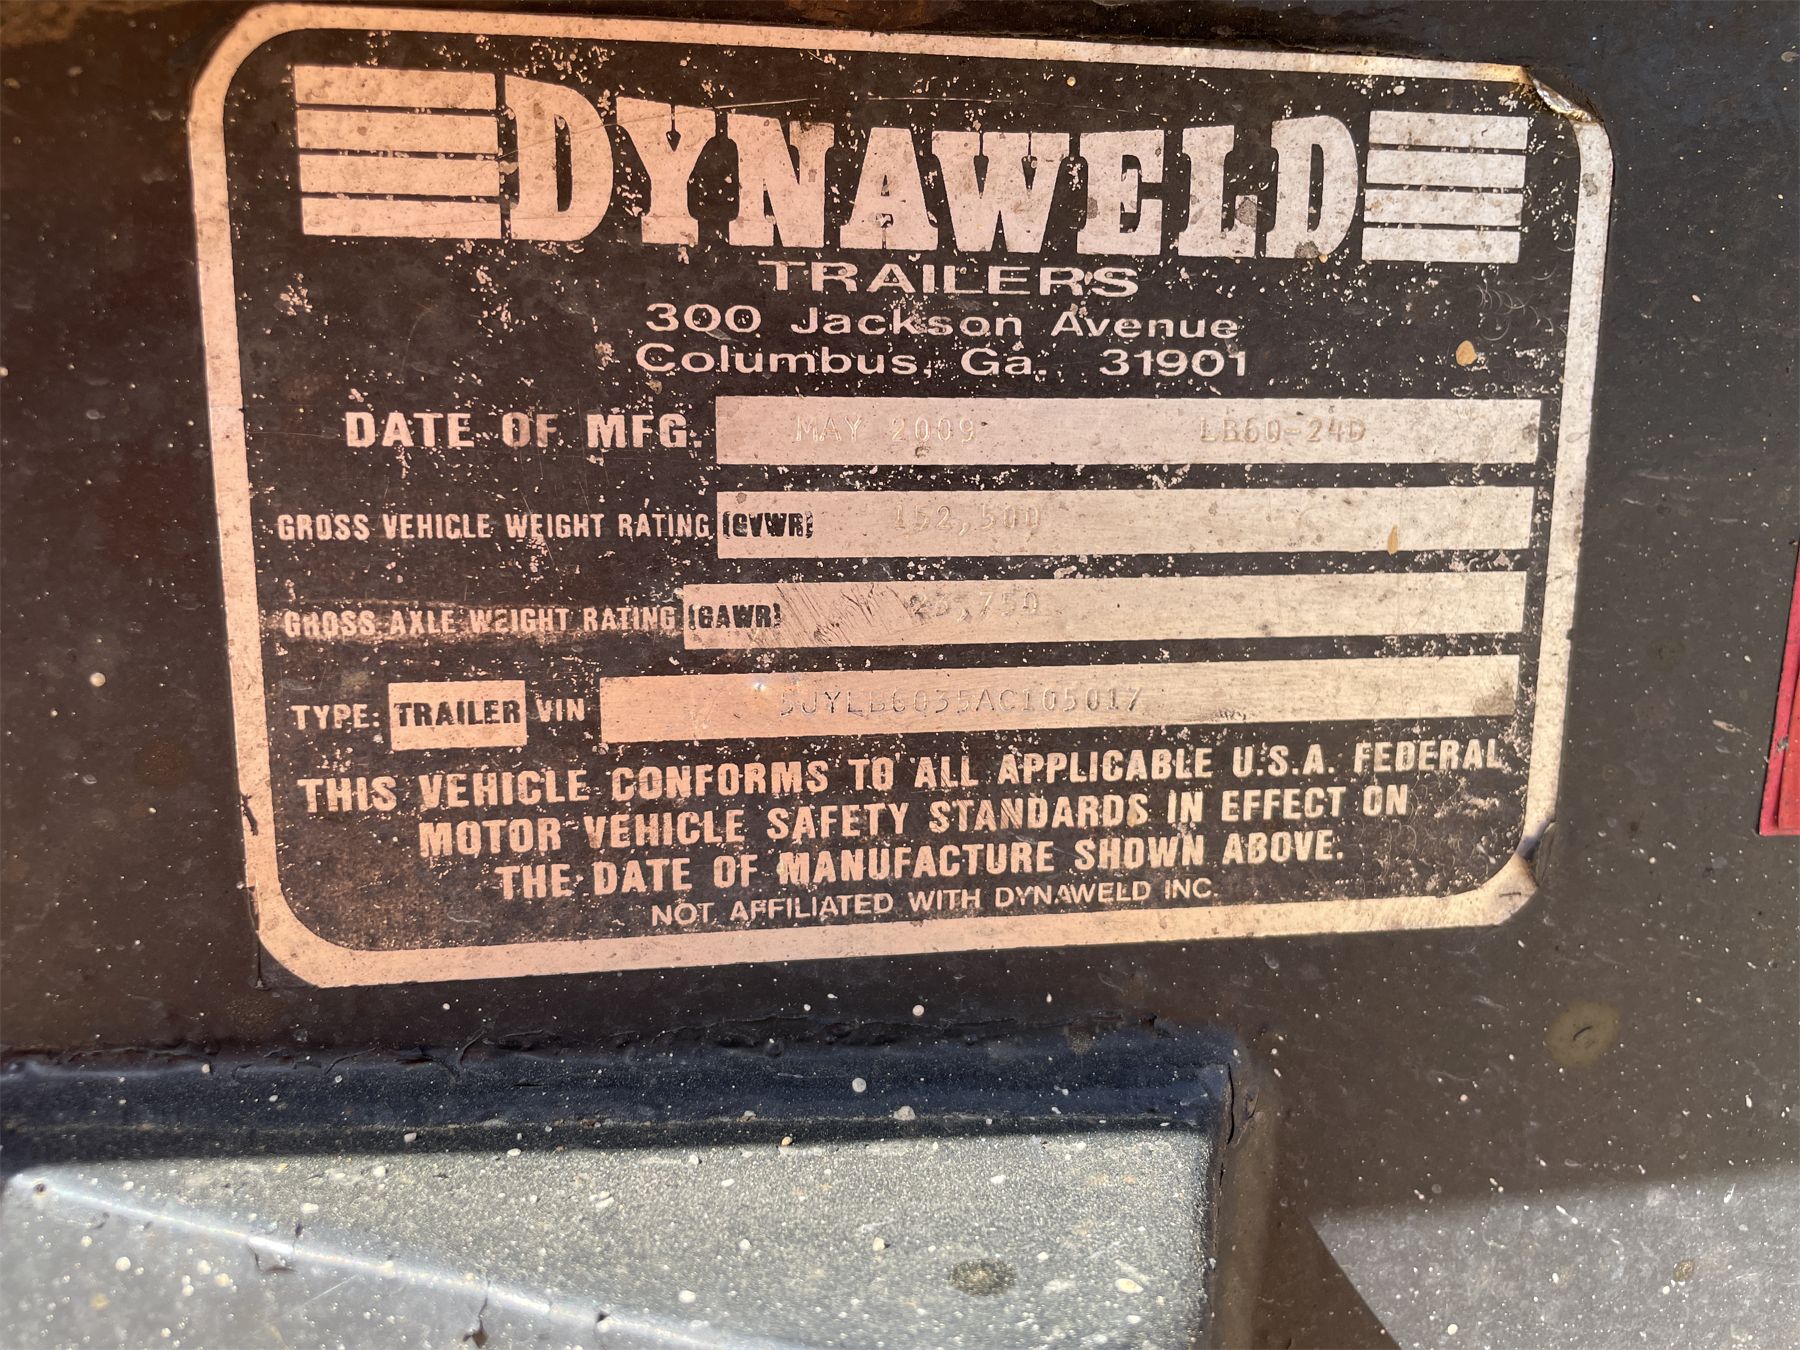 DYNAWELD
TRAILERS
300 Jackson Avenue
Columbus, Ga. 31901
DATE OF MFG. MAY 2009 LB60-24D
GROSS VEHICLE WEIGHT RATING (GVWR) 152,500
GROSS AXLE WEIGHT RATING (GAWR)
TYPE: TRAILER VIN 5JYLB6035AC105017
THIS VEHICLE CONFORMS TO ALL APPLICABLE U.S.A. FEDERAL
MOTOR VEHICLE SAFETY STANDARDS IN EFFECT ON
THE DATE OF MANUFACTURE SHOWN ABOVE.
NOT AFFILIATED WITH DYNAWELD INC.